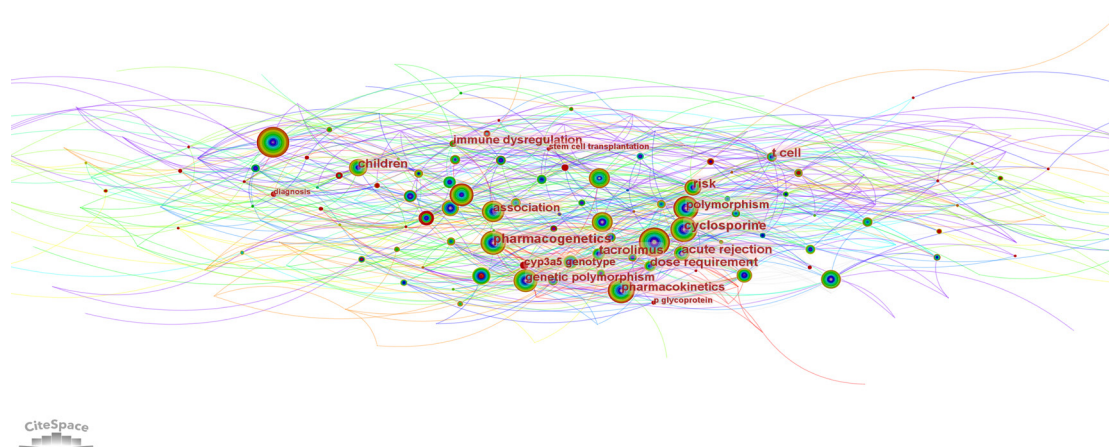 immune dysregulation
stem cell transplantation
t cell
children
diagnosis
risk
association
polymorphism
cyclosporine
pharmacogenetics
tacrolimus
acute rejection
cyp3a5 genotype
dose requirement
genetic polymorphism
pharmacokinetics
p glycoprotein
CiteSpace